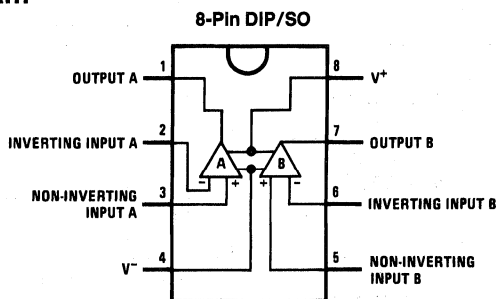 8-Pin DIP/SO
1
OUTPUT A
8
V+
2
INVERTING INPUT A
7
OUTPUT B
A
B
- +
+ -
3
NON-INVERTING
INPUT A
6
INVERTING INPUT B
4
V-
5
NON-INVERTING
INPUT B